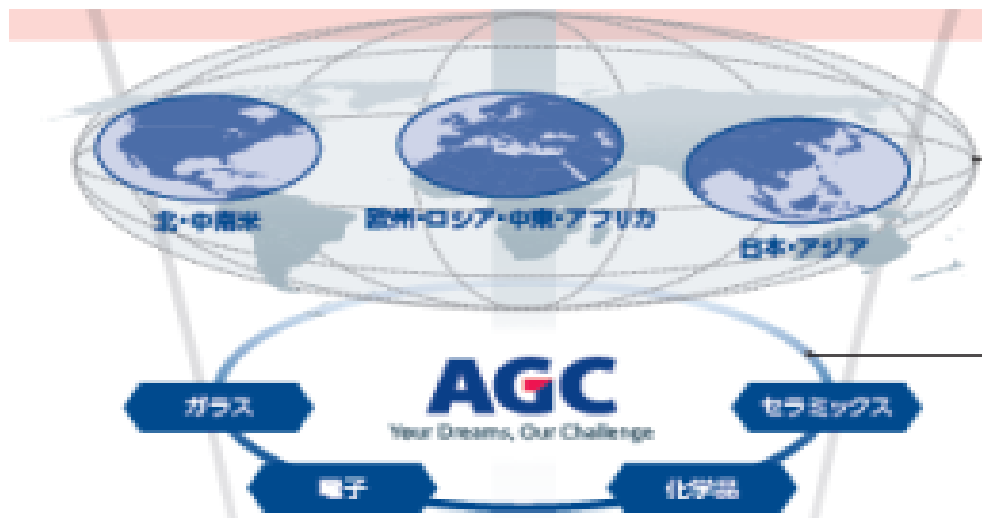 北・中南米
欧州・ロシア・中東・アフリカ
日本・アジア
AGC
Your Dreams, Our Challenge
ガラス
セラミックス
電子
化学品